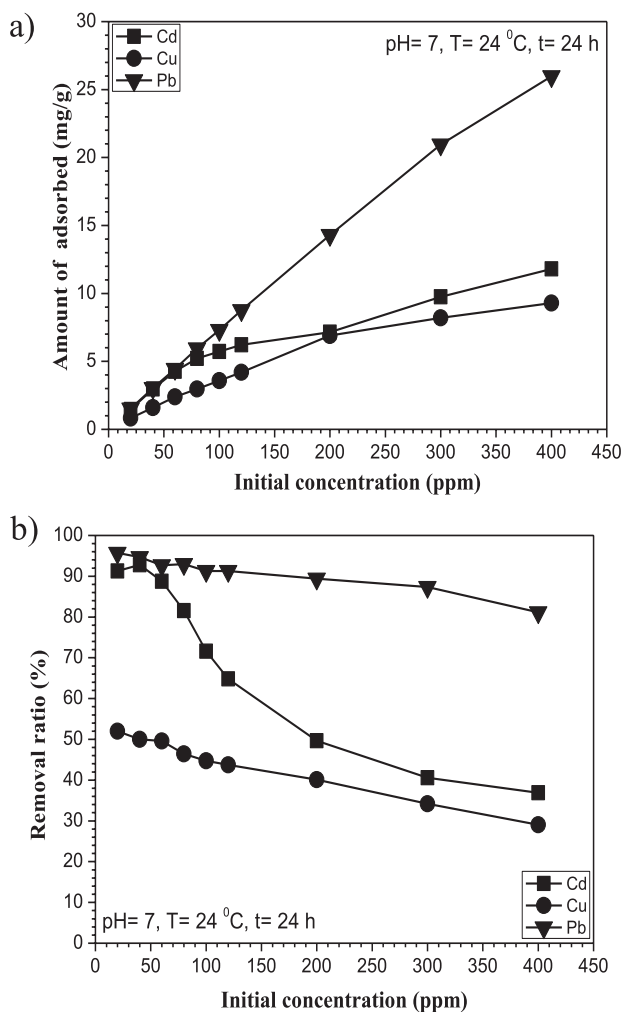 a)
30
25
20
15
10
5
0
Amount of adsorbed (mg/g)
Cd
Cu
Pb
pH= 7, T= 24 ⁰C, t= 24 h
0 50 100 150 200 250 300 350 400 450
Initial concentration (ppm)
b)
100
90
80
70
60
50
40
30
20
10
0
Removal ratio (%)
Cd
Cu
Pb
pH= 7, T= 24 ⁰C, t= 24 h
0 50 100 150 200 250 300 350 400 450
Initial concentration (ppm)